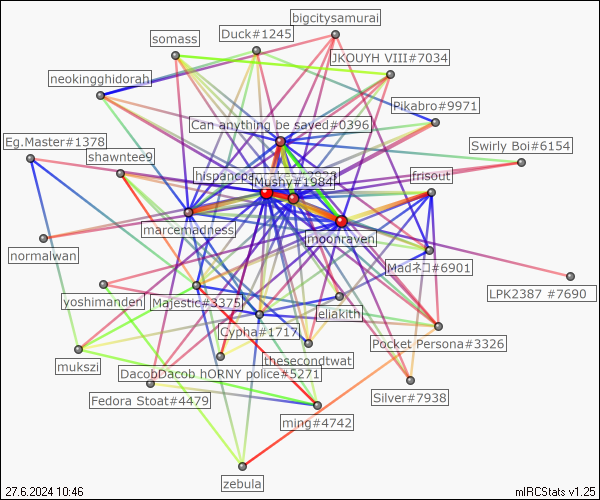 bigcitysamurai
Duck#1245
somass
JKOUYH VIII#7034
neokingghidorah
Pikabro#9971
Can anything be saved#0396
Eg.Master#1378
Swirly Boi#6154
shawntee9
Mushy#1984
frisout
marcemadness
moonraven
normalwan
Madネコ#6901
LPK2387 #7690
yoshimanden
Majestic#3375
eliakith
Cypha#1717
Pocket Persona#3326
thesecondtwat
mukszi
DacobDacob hORNY police#5271
Silver#7938
Fedora Stoat#4479
ming#4742
zebula
27.6.2024 10:46
mIRCStats v1.25